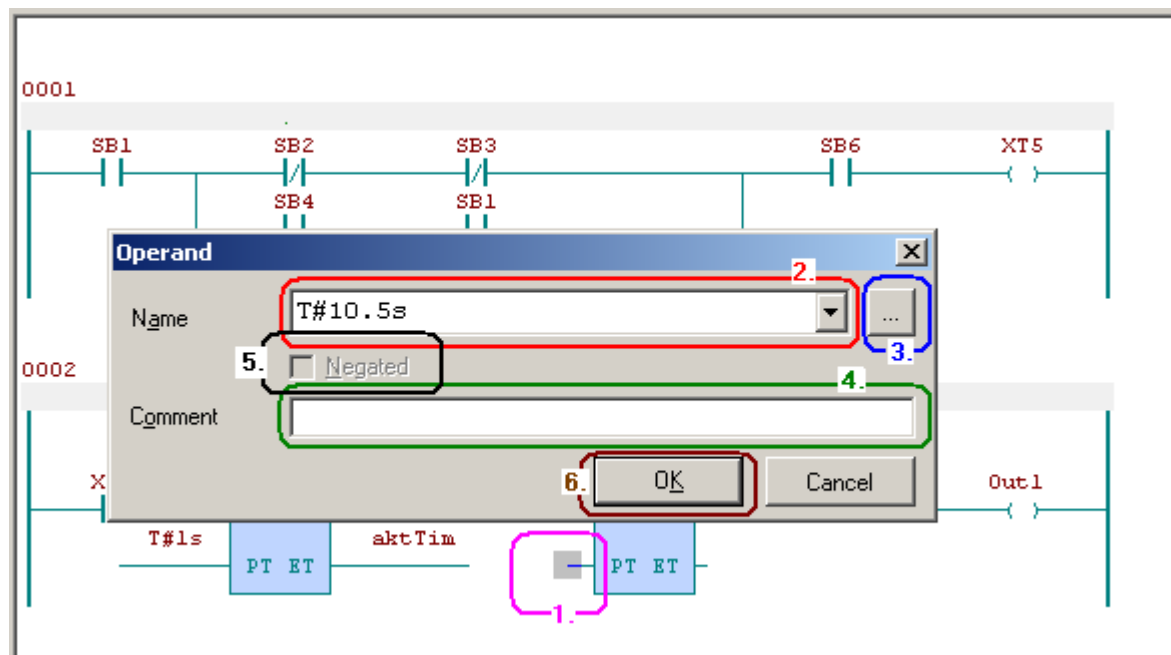 0001
SB1 SB2 SB3 SB6 XT5
SB4 SB1
Operand
2.
Name T#10.5s ...
3.
5. Negated
0002
4.
Comment
X 6. OK Cancel Out1
T#1s aktTim
PT ET PT ET
1.